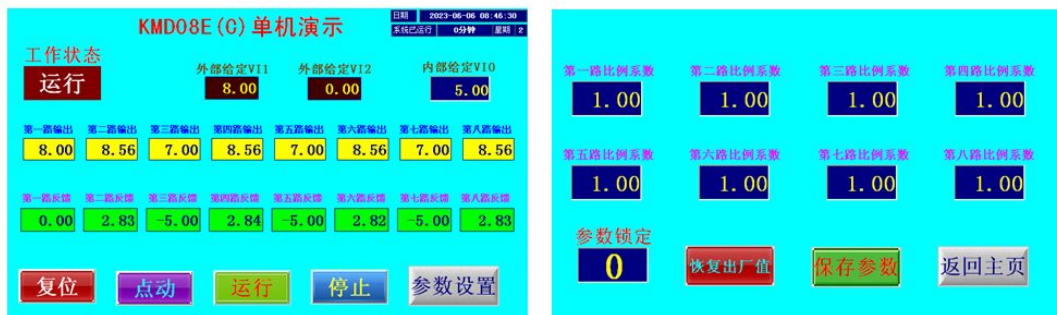 KMD08E(C)单机演示
日期 2023-06-06 08:46:30
系统已运行 0分钟 星期 2
工作状态
运行
外部给定VI1 外部给定VI2 内部给定VI0
8.00 0.00 5.00
第一路输出 第二路输出 第三路输出 第四路输出 第五路输出 第六路输出 第七路输出 第八路输出
8.00 8.56 7.00 8.56 7.00 8.56 7.00 8.56
第一路反馈 第二路反馈 第三路反馈 第四路反馈 第五路反馈 第六路反馈 第七路反馈 第八路反馈
0.00 2.83 -5.00 2.84 -5.00 2.82 -5.00 2.83
复位 点动 运行 停止 参数设置
第一路比例系数 第二路比例系数 第三路比例系数 第四路比例系数
1.00 1.00 1.00 1.00
第五路比例系数 第六路比例系数 第七路比例系数 第八路比例系数
1.00 1.00 1.00 1.00
参数锁定
0 恢复出厂值 保存参数 返回主页